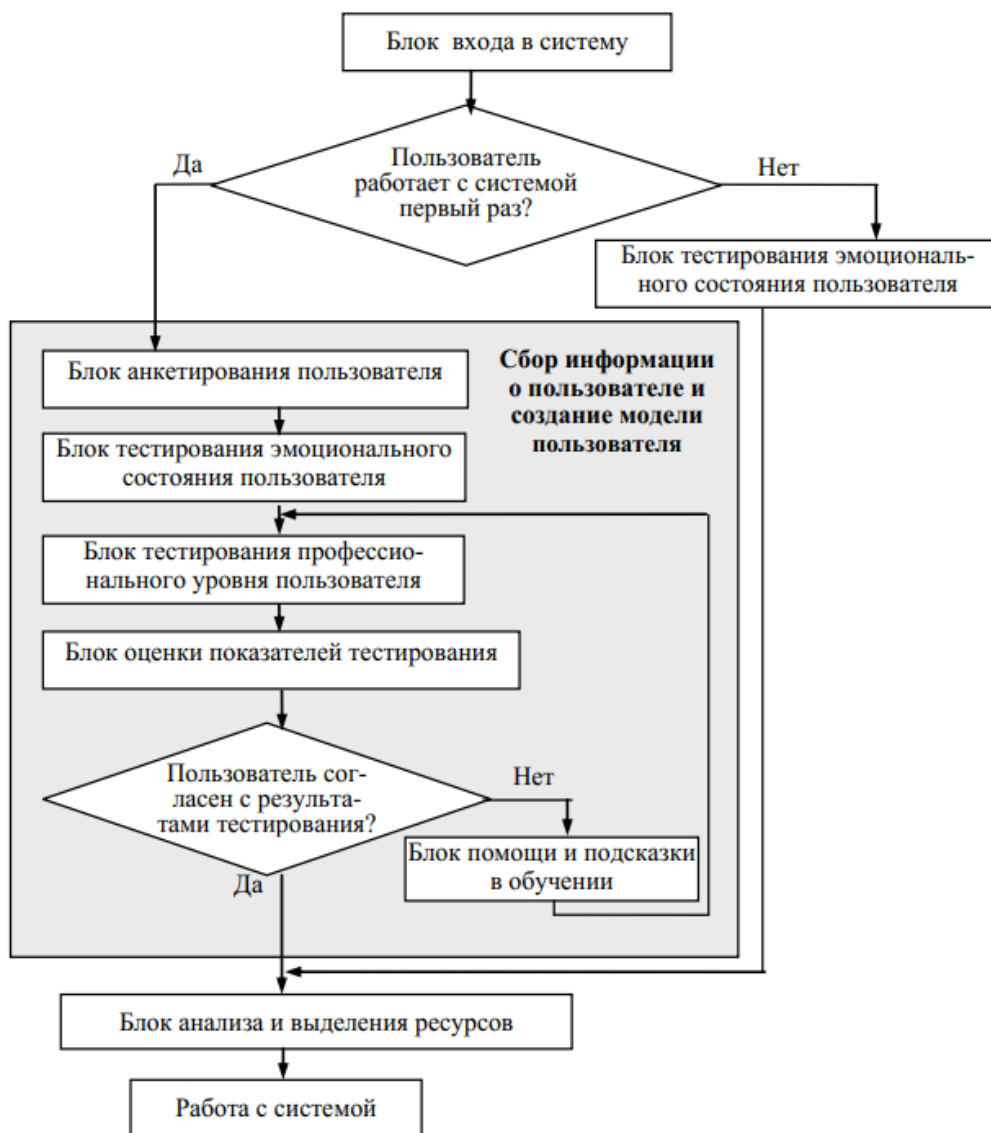 Блок входа в систему
Да
Пользователь
работает с системой
первый раз?
Нет
Блок тестирования эмоциональ-
ного состояния пользователя
Сбор информации
о пользователе и
создание модели
пользователя
Блок анкетирования пользователя
Блок тестирования эмоционального
состояния пользователя
Блок тестирования профессио-
нального уровня пользователя
Блок оценки показателей тестирования
Пользователь сог-
ласен с результа-
тами тестирования?
Нет
Блок помощи и подсказки
в обучении
Да
Блок анализа и выделения ресурсов
Работа с системой